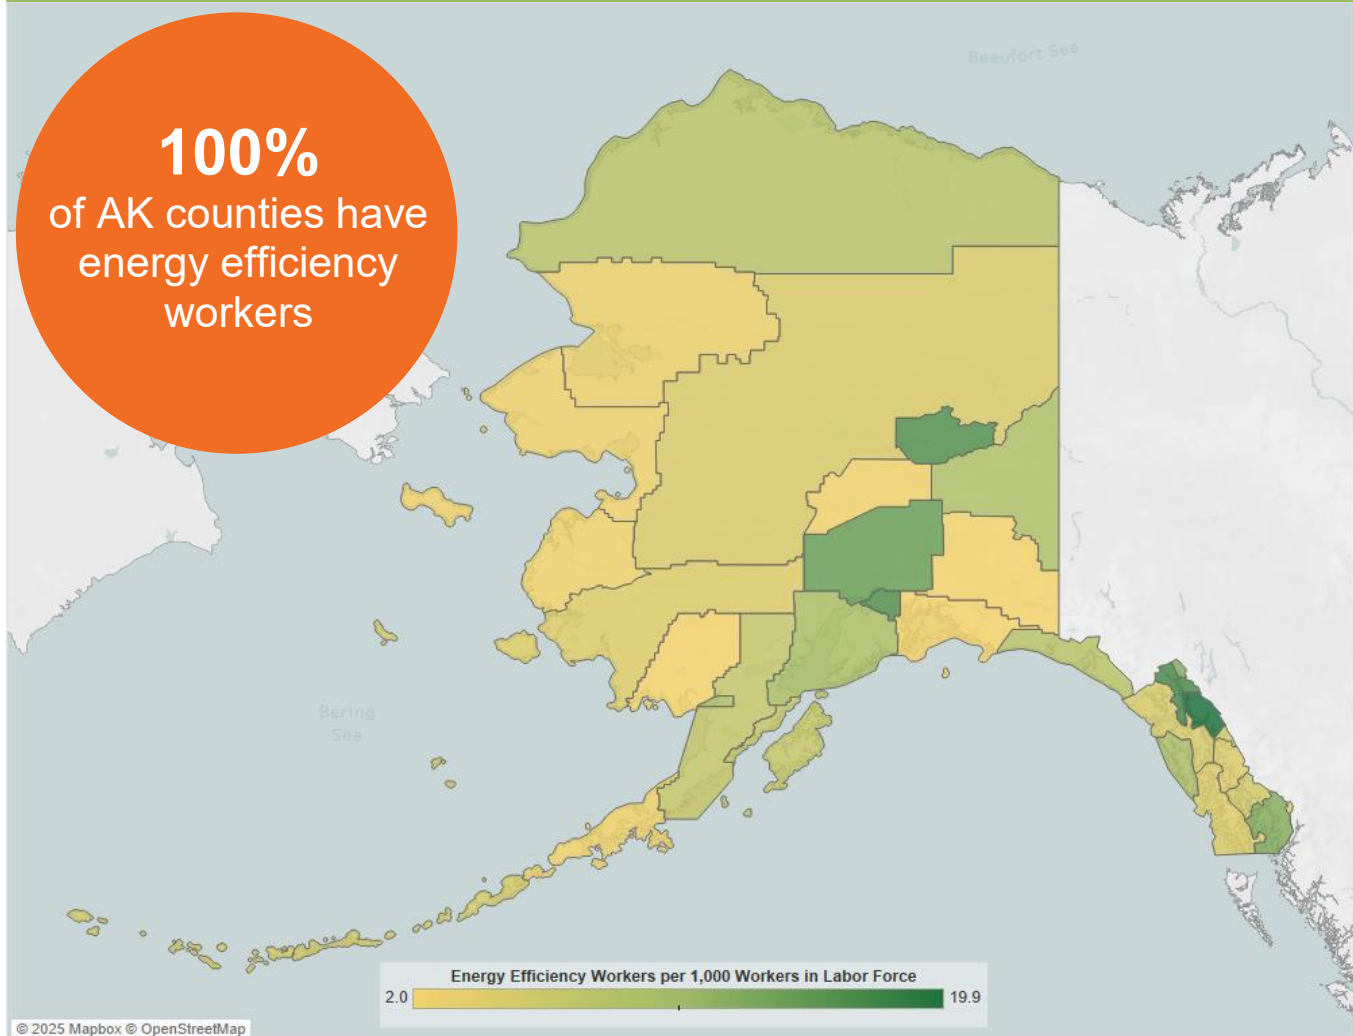 Beaufort Sea
100%
of AK counties have
energy efficiency
workers
Bering
Sea
Energy Efficiency Workers per 1,000 Workers in Labor Force
2.0
19.9
© 2025 Mapbox © OpenStreetMap